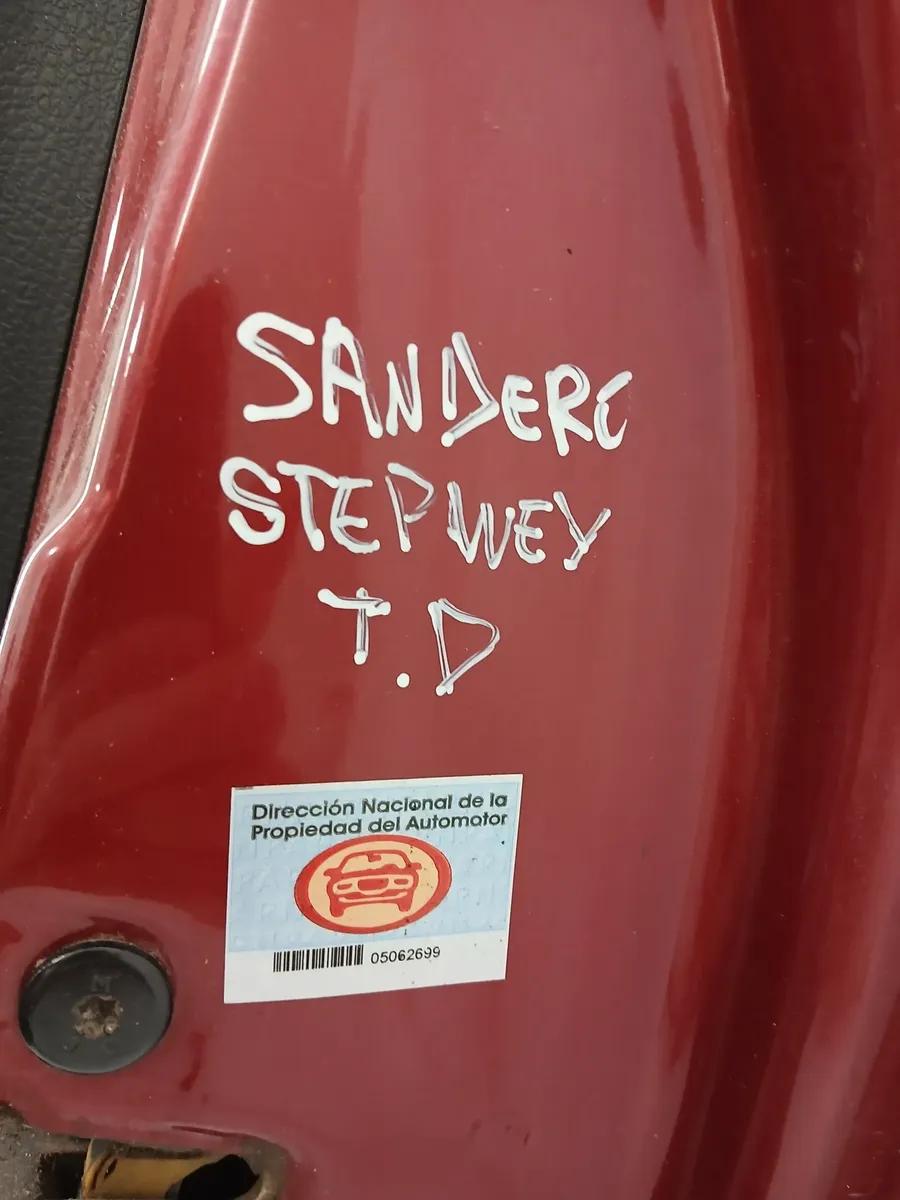 SANDERO
STEPWEY
T.D
Dirección Nacional de la
Propiedad del Automotor
05062699